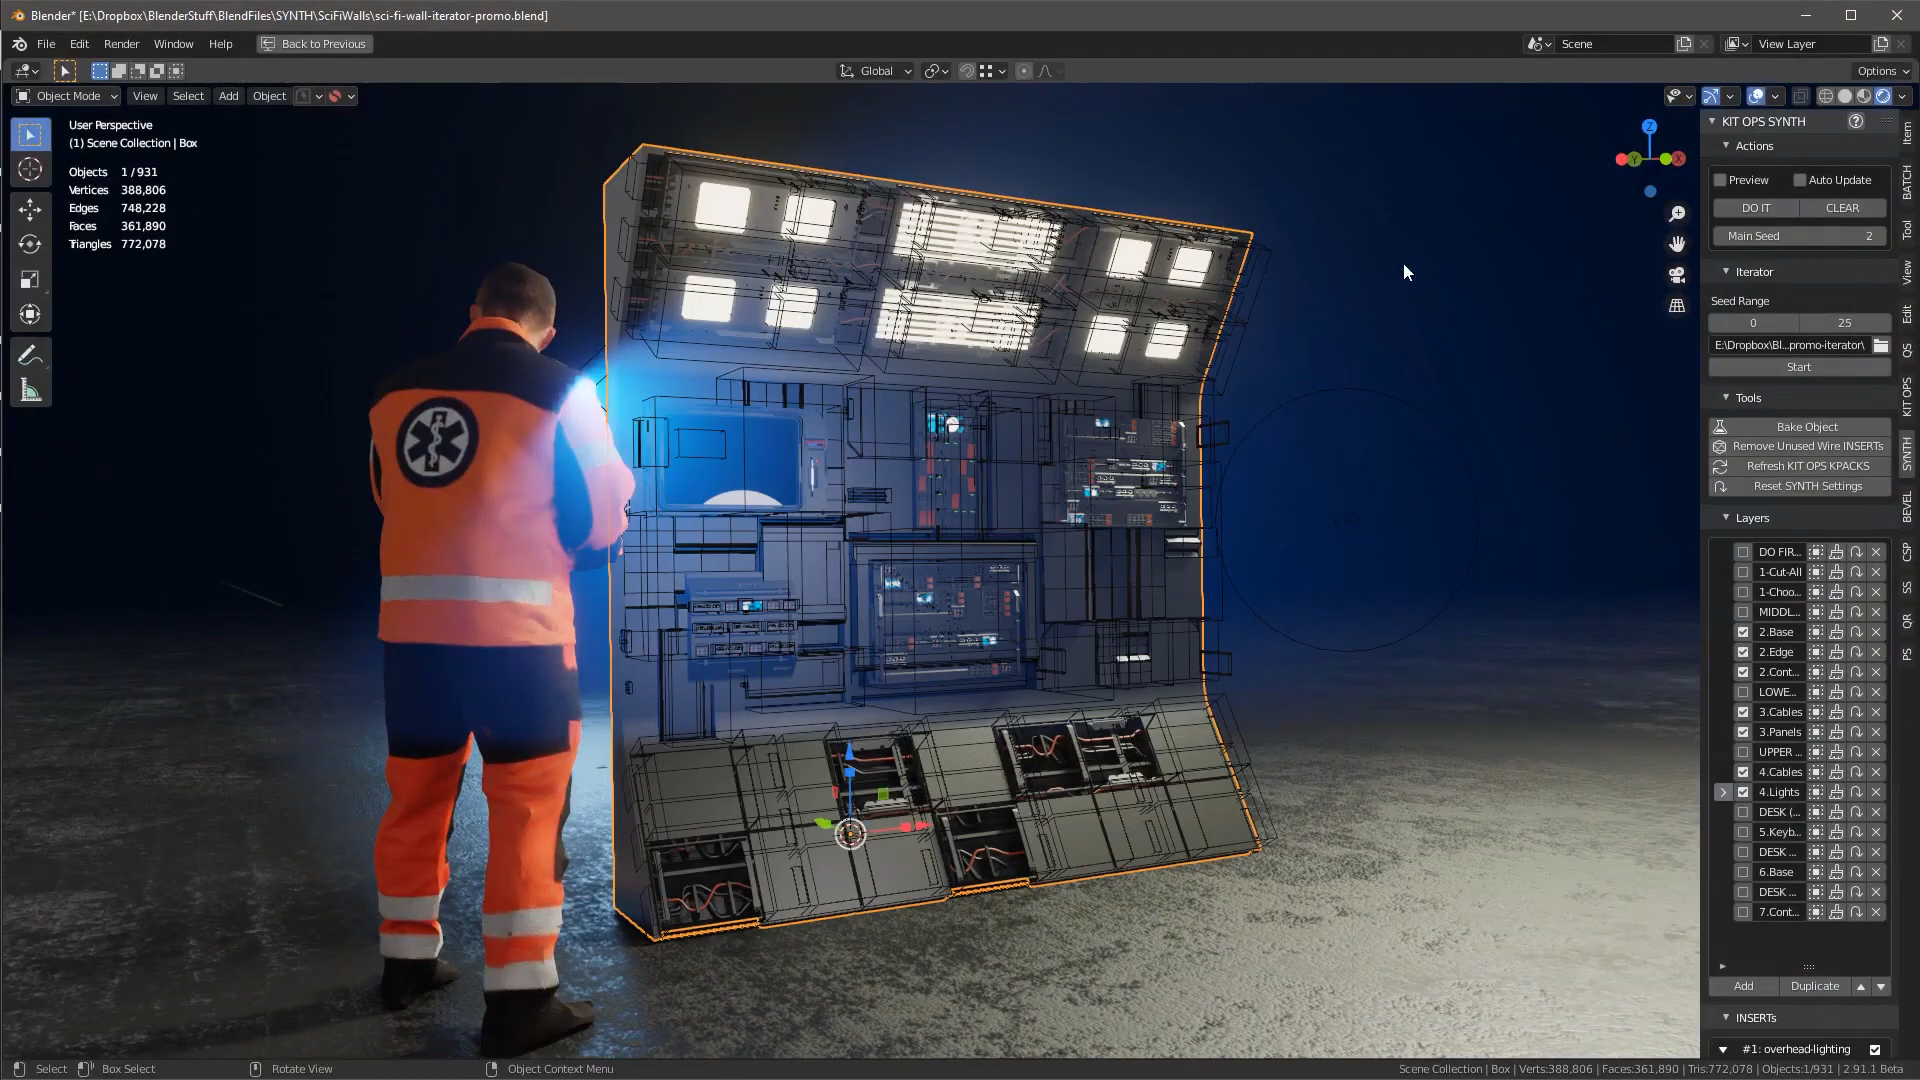 Blender* [E:\Dropbox\BlenderStuff\BlendFiles\SYNTH\SciFiWalls\sci-fi-wall-iterator-promo.blend]
File Edit Render Window Help Back to Previous Scene View Layer
Global Options
Object Mode View Select Add Object
User Perspective
(1) Scene Collection | Box
Objects 1 / 931
Vertices 388,806
Edges 748,228
Faces 361,890
Triangles 772,078
Z
Y
X
KIT OPS SYNTH
Actions
Preview Auto Update
DO IT CLEAR
Main Seed 2
Iterator
Seed Range
0 25
E:\Dropbox\Bl...promo-iterator\
Start
Tools
Bake Object
Remove Unused Wire INSERTs
Refresh KIT OPS KPACKS
Reset SYNTH Settings
Layers
DO FIR...
1-Cut-All
1-Choo...
MIDDL...
2.Base
2.Edge
2.Cont...
LOWE...
3.Cables
3.Panels
UPPER ...
4.Cables
4.Lights
DESK (...
5.Keyb...
DESK ...
6.Base
DESK ...
7.Cont...
Add Duplicate
INSERTs
#1: overhead-lighting
Item
BATCH
Tool
View
Edit
QS
KIT OPS
SYNTH
BEVEL
CSP
SS
QR
PS
Select Box Select Rotate View Object Context Menu
Scene Collection | Box | Verts:388,806 | Faces:361,890 | Tris:772,078 | Objects:1/931 | 2.91.1 Beta